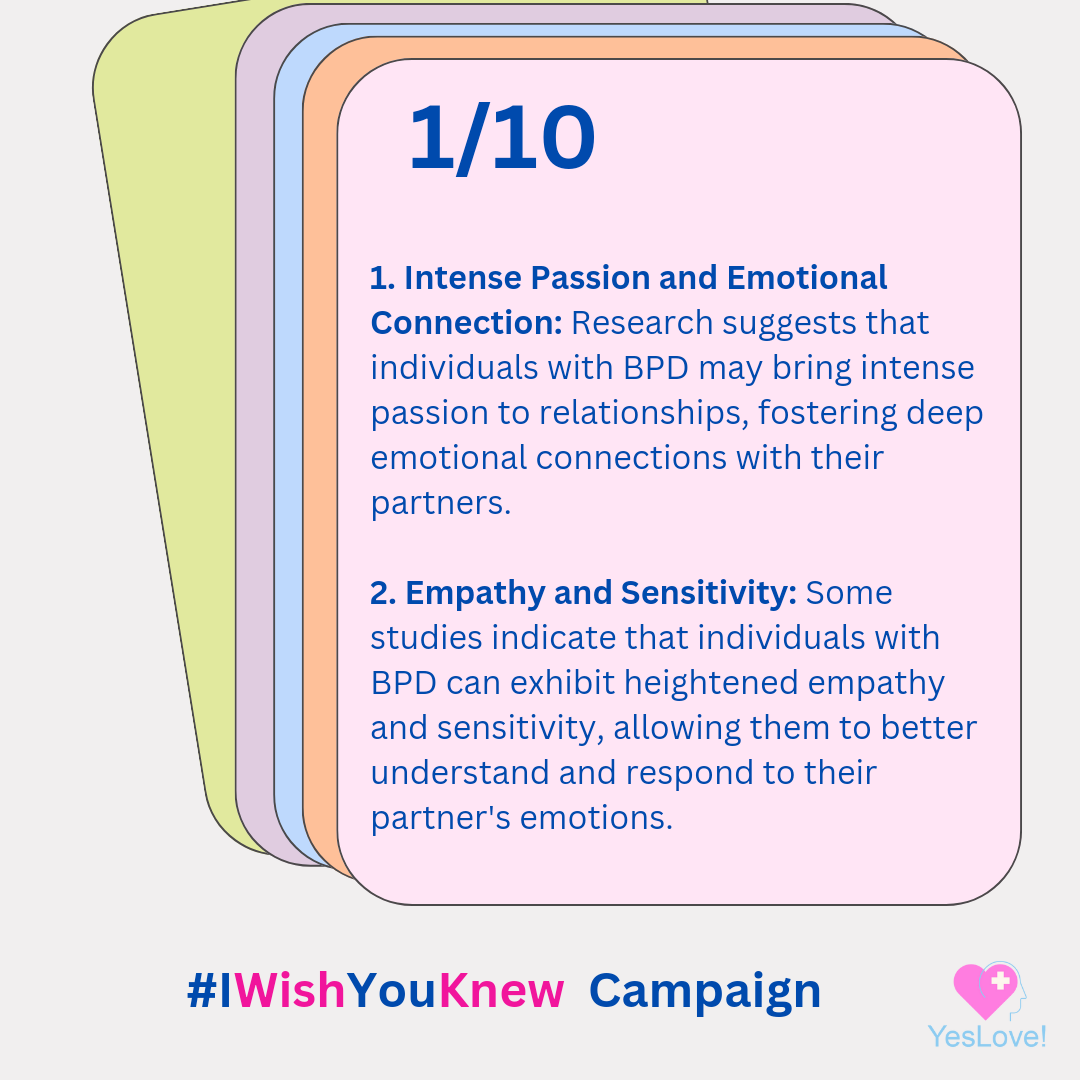 1/10
1. Intense Passion and Emotional
Connection: Research suggests that
individuals with BPD may bring intense
passion to relationships, fostering deep
emotional connections with their
partners.
2. Empathy and Sensitivity: Some
studies indicate that individuals with
BPD can exhibit heightened empathy
and sensitivity, allowing them to better
understand and respond to their
partner's emotions.
#IWishYouKnew Campaign
YesLove!